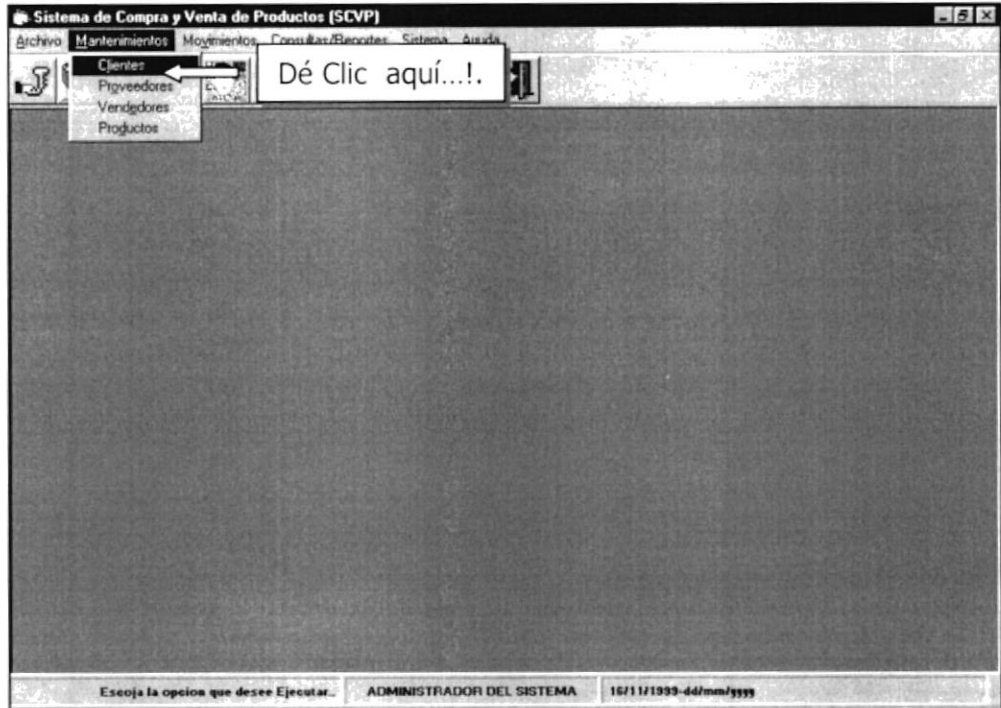 Sistema de Compra y Venta de Productos (SCVP)
Archivo Mantenimientos Movimientos Consultas/Reportes Sistema Ayuda
Clientes
Proveedores
Vendedores
Productos
Dé Clic aquí...!.
Escoja la opcion que desee Ejecutar..
ADMINISTRADOR DEL SISTEMA
16/11/1999-dd/mm/yyyy